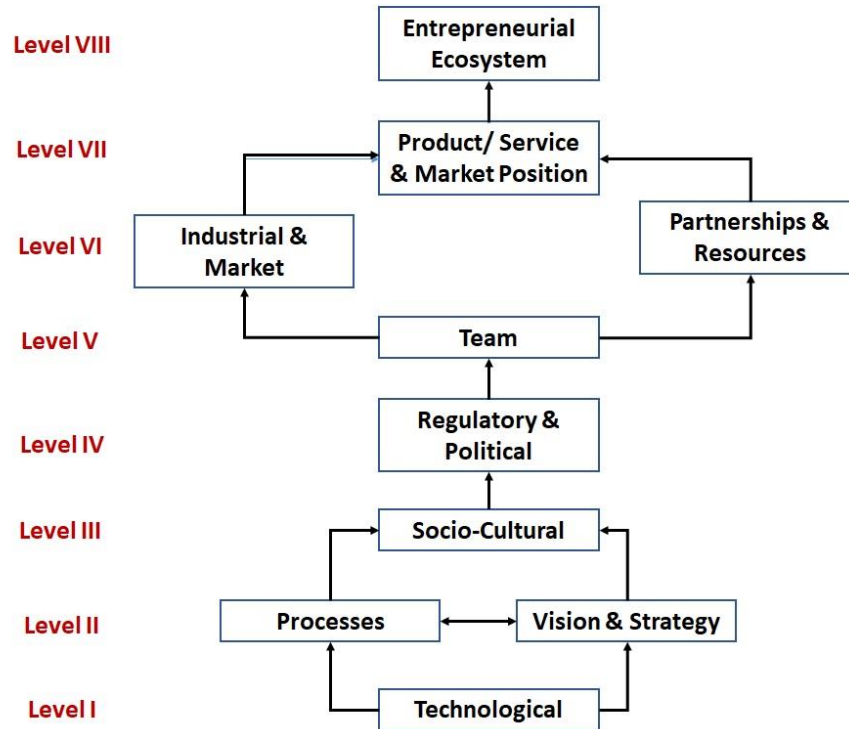 Level VIII
Entrepreneurial
Ecosystem
Level VII
Product/ Service
& Market Position
Level VI
Industrial &
Market
Partnerships &
Resources
Level V
Team
Level IV
Regulatory &
Political
Level III
Socio-Cultural
Level II
Processes
Vision & Strategy
Level I
Technological